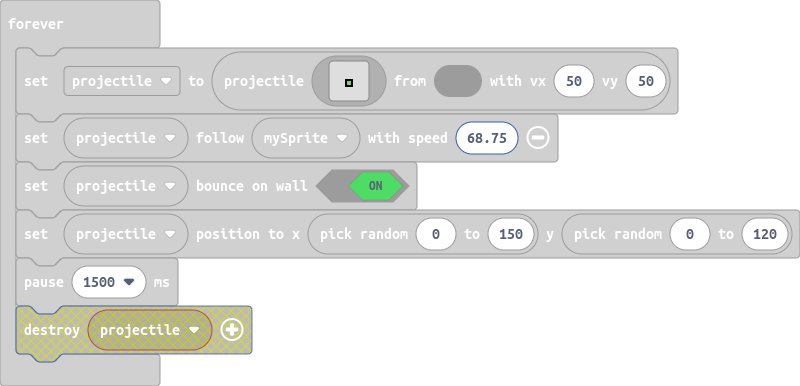 forever
set projectile to projectile from with vx 50 vy 50
set projectile follow mySprite with speed 68.75
set projectile bounce on wall ON
set projectile position to x pick random 0 to 150 y pick random 0 to 120
pause 1500 ms
destroy projectile